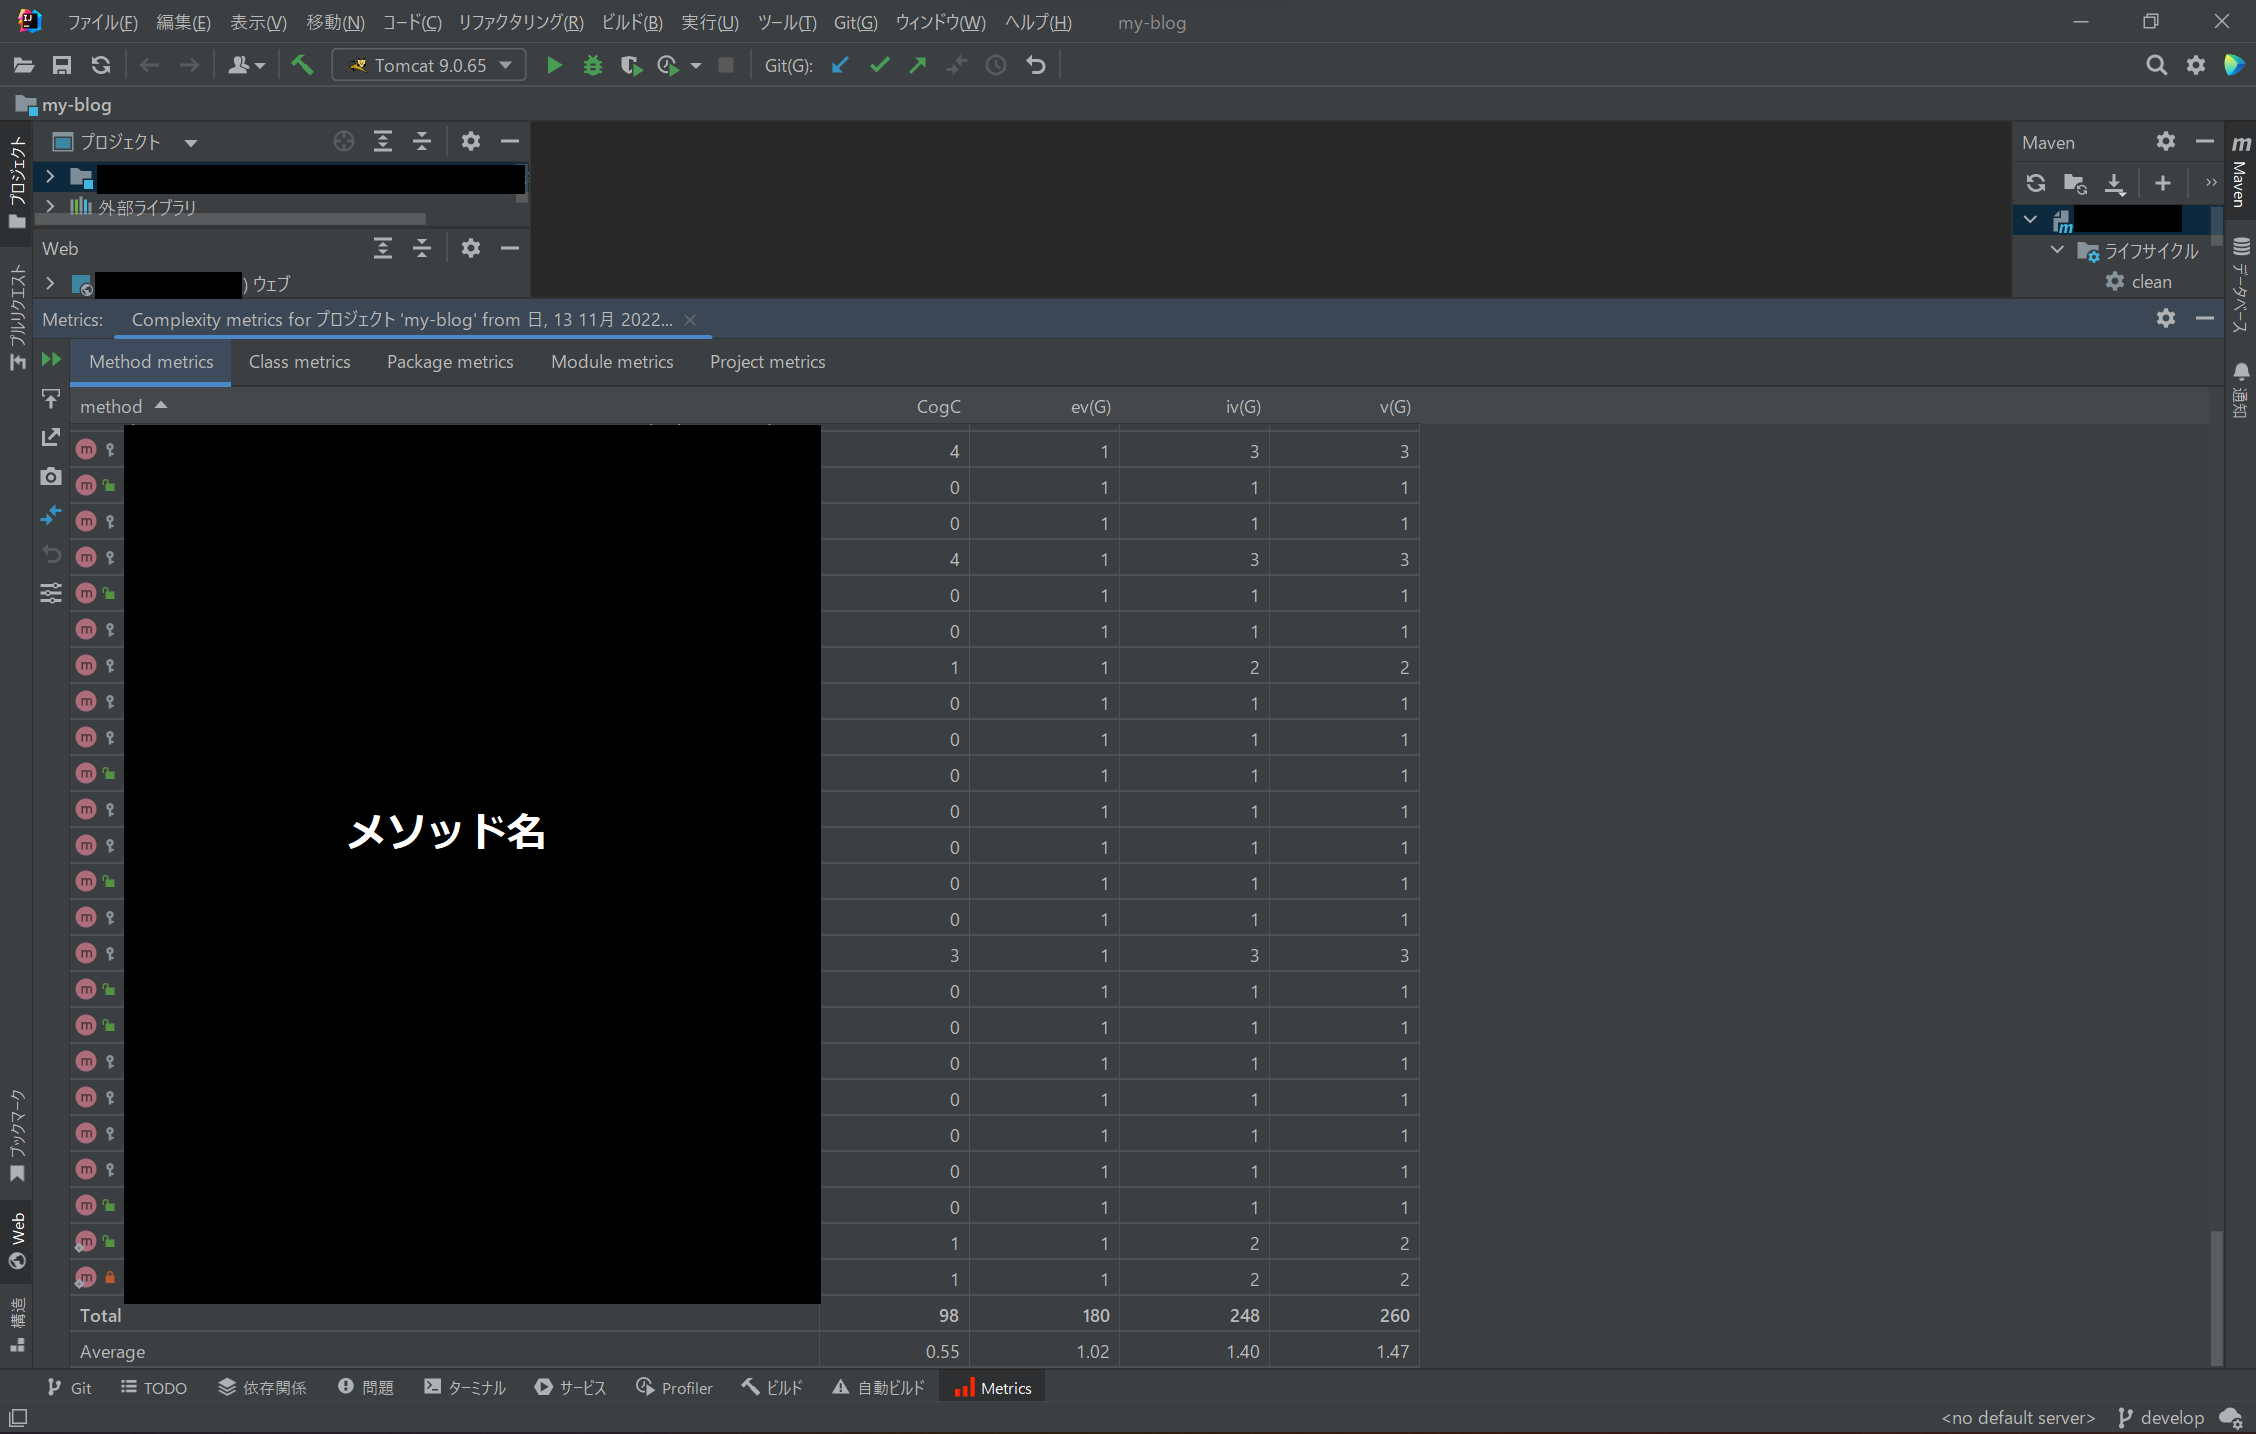 ファイル(F) 編集(E) 表示(V) 移動(N) コード(C) リファクタリング(R) ビルド(B) 実行(U) ツール(T) Git(G) ウィンドウ(W) ヘルプ(H) my-blog
Tomcat 9.0.65 Git(G):
my-blog
プロジェクト
外部ライブラリ
Web
) ウェブ
Maven
ライフサイクル
clean
プロジェクト
プルリクエスト
ブックマーク
Web
構造
Maven
データベース
通知
Metrics: Complexity metrics for プロジェクト 'my-blog' from 日, 13 11月 2022...
Method metrics Class metrics Package metrics Module metrics Project metrics
method CogC ev(G) iv(G) v(G)
4 1 3 3
0 1 1 1
0 1 1 1
4 1 3 3
0 1 1 1
0 1 1 1
1 1 2 2
0 1 1 1
0 1 1 1
0 1 1 1
0 1 1 1
メソッド名
0 1 1 1
0 1 1 1
0 1 1 1
3 1 3 3
0 1 1 1
0 1 1 1
0 1 1 1
0 1 1 1
0 1 1 1
0 1 1 1
0 1 1 1
1 1 2 2
1 1 2 2
Total 98 180 248 260
Average 0.55 1.02 1.40 1.47
Git TODO 依存関係 問題 ターミナル サービス Profiler ビルド 自動ビルド Metrics
<no default server> develop